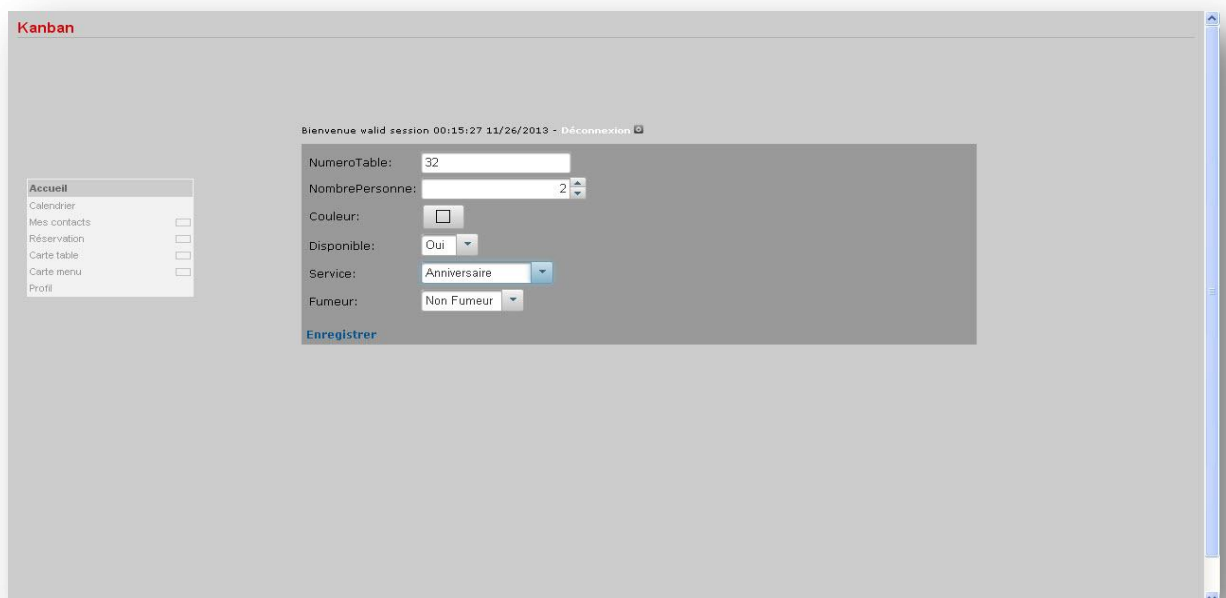 Kanban
Bienvenue walid session 00:15:27 11/26/2013 - Déconnexion
Accueil
Calendrier
Mes contacts
Réservation
Carte table
Carte menu
Profil
NumeroTable: 32
NombrePersonne: 2
Couleur:
Disponible: Oui
Service: Anniversaire
Fumeur: Non Fumeur
Enregistrer